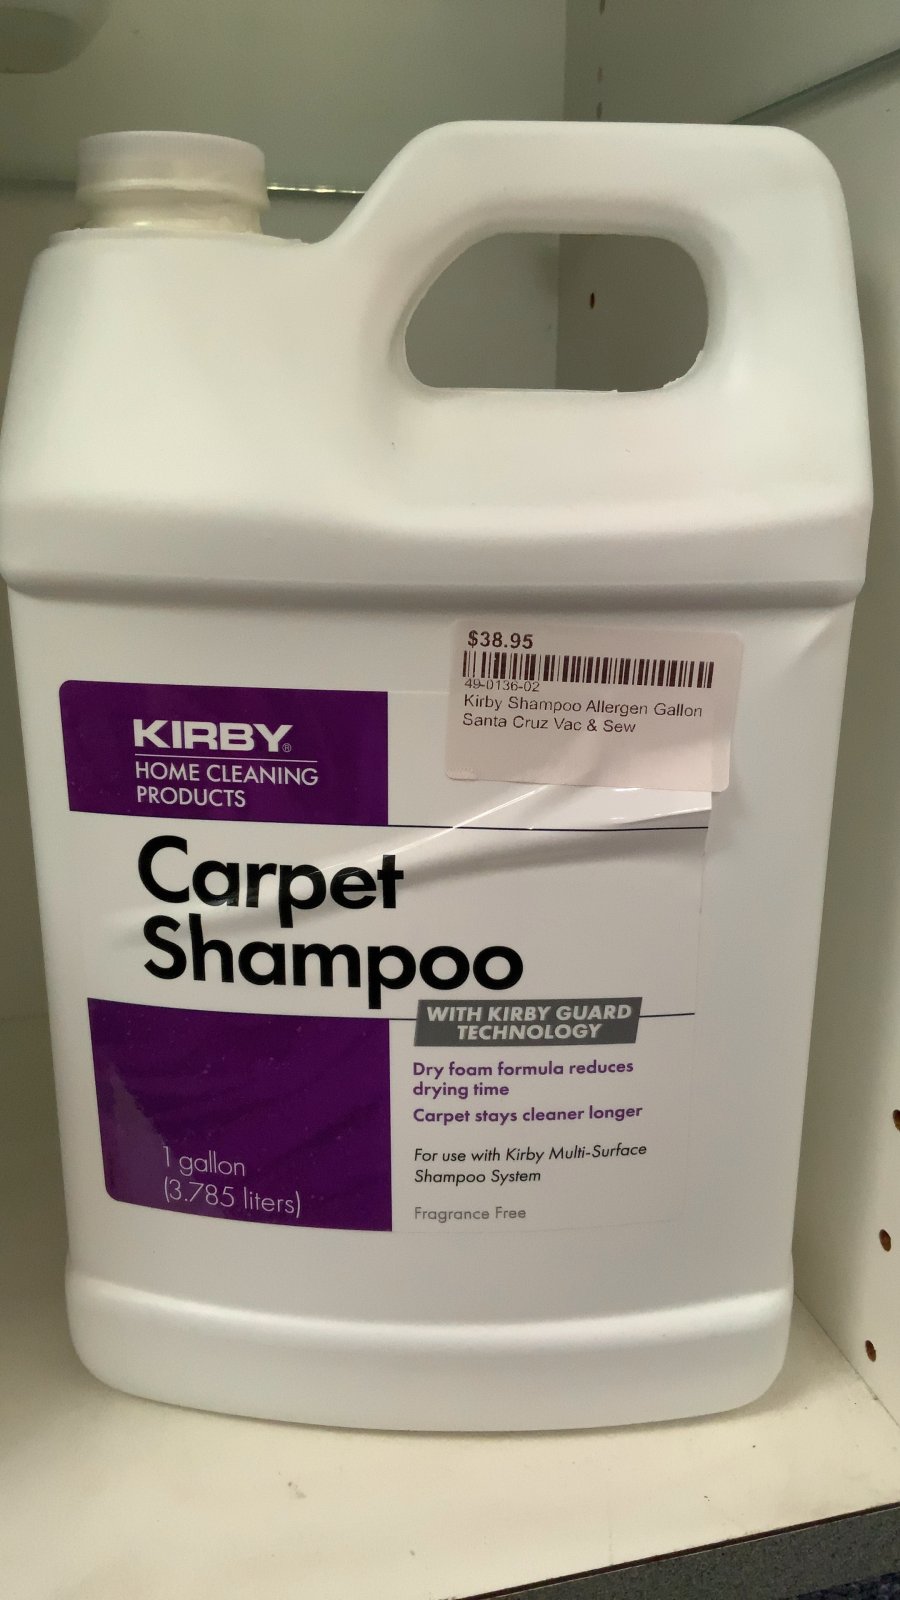 $38.95
49-0136-02
Kirby Shampoo Allergen Gallon
Santa Cruz Vac & Sew
KIRBY®
HOME CLEANING
PRODUCTS
Carpet
Shampoo
WITH KIRBY GUARD
TECHNOLOGY
Dry foam formula reduces
drying time
Carpet stays cleaner longer
For use with Kirby Multi-Surface
Shampoo System
Fragrance Free
1 gallon
(3.785 liters)